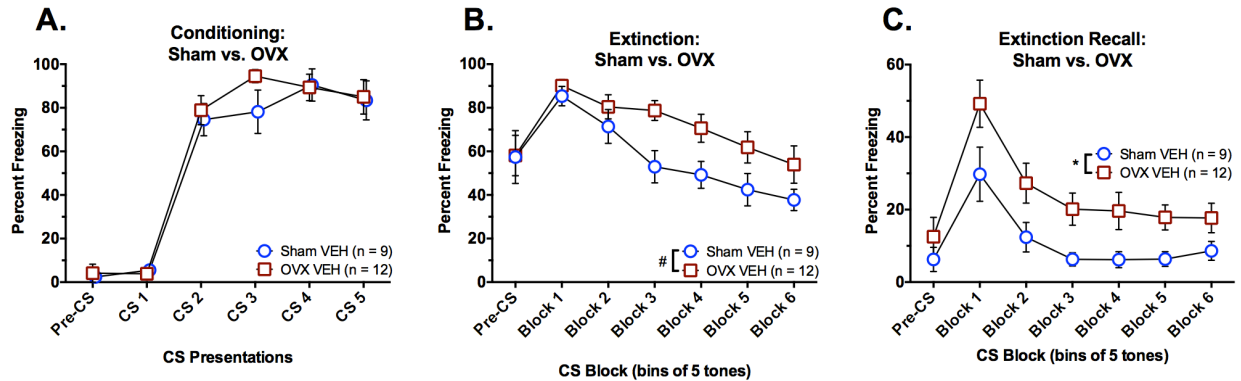 A.
Conditioning:
Sham vs. OVX
Percent Freezing
100
80
60
40
20
0
Sham VEH (n = 9)
OVX VEH (n = 12)
Pre-CS
CS 1
CS 2
CS 3
CS 4
CS 5
CS Presentations
B.
Extinction:
Sham vs. OVX
Percent Freezing
100
80
60
40
20
0
#
Sham VEH (n = 9)
OVX VEH (n = 12)
Pre-CS
Block 1
Block 2
Block 3
Block 4
Block 5
Block 6
CS Block (bins of 5 tones)
C.
Extinction Recall:
Sham vs. OVX
Percent Freezing
60
40
20
0
*
Sham VEH (n = 9)
OVX VEH (n = 12)
Pre-CS
Block 1
Block 2
Block 3
Block 4
Block 5
Block 6
CS Block (bins of 5 tones)